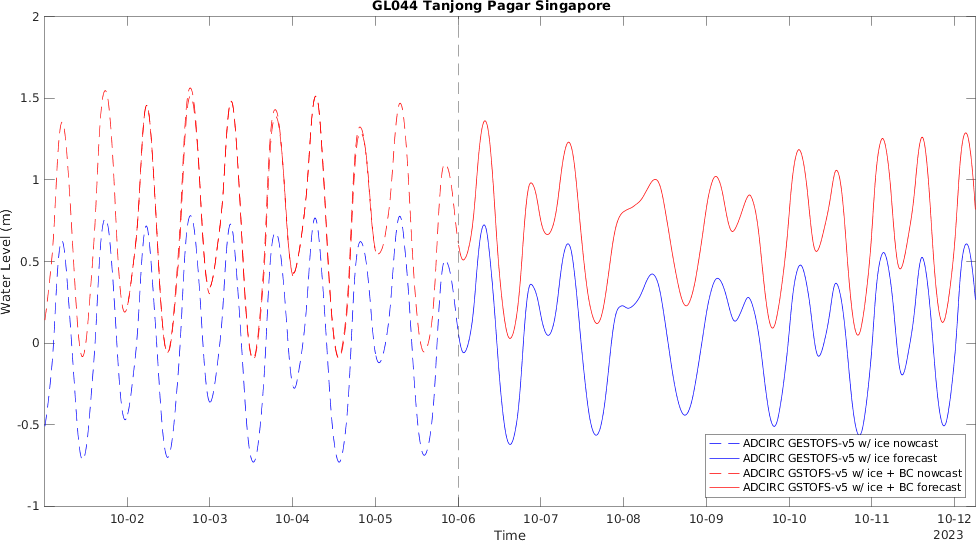 GL044 Tanjong Pagar Singapore
2
1.5
1
0.5
0
-0.5
-1
Water Level (m)
ADCIRC GESTOFS-v5 w/ ice nowcast
ADCIRC GESTOFS-v5 w/ ice forecast
ADCIRC GSTOFS-v5 w/ ice + BC nowcast
ADCIRC GSTOFS-v5 w/ ice + BC forecast
10-02 10-03 10-04 10-05 10-06 10-07 10-08 10-09 10-10 10-11 10-12
Time
2023